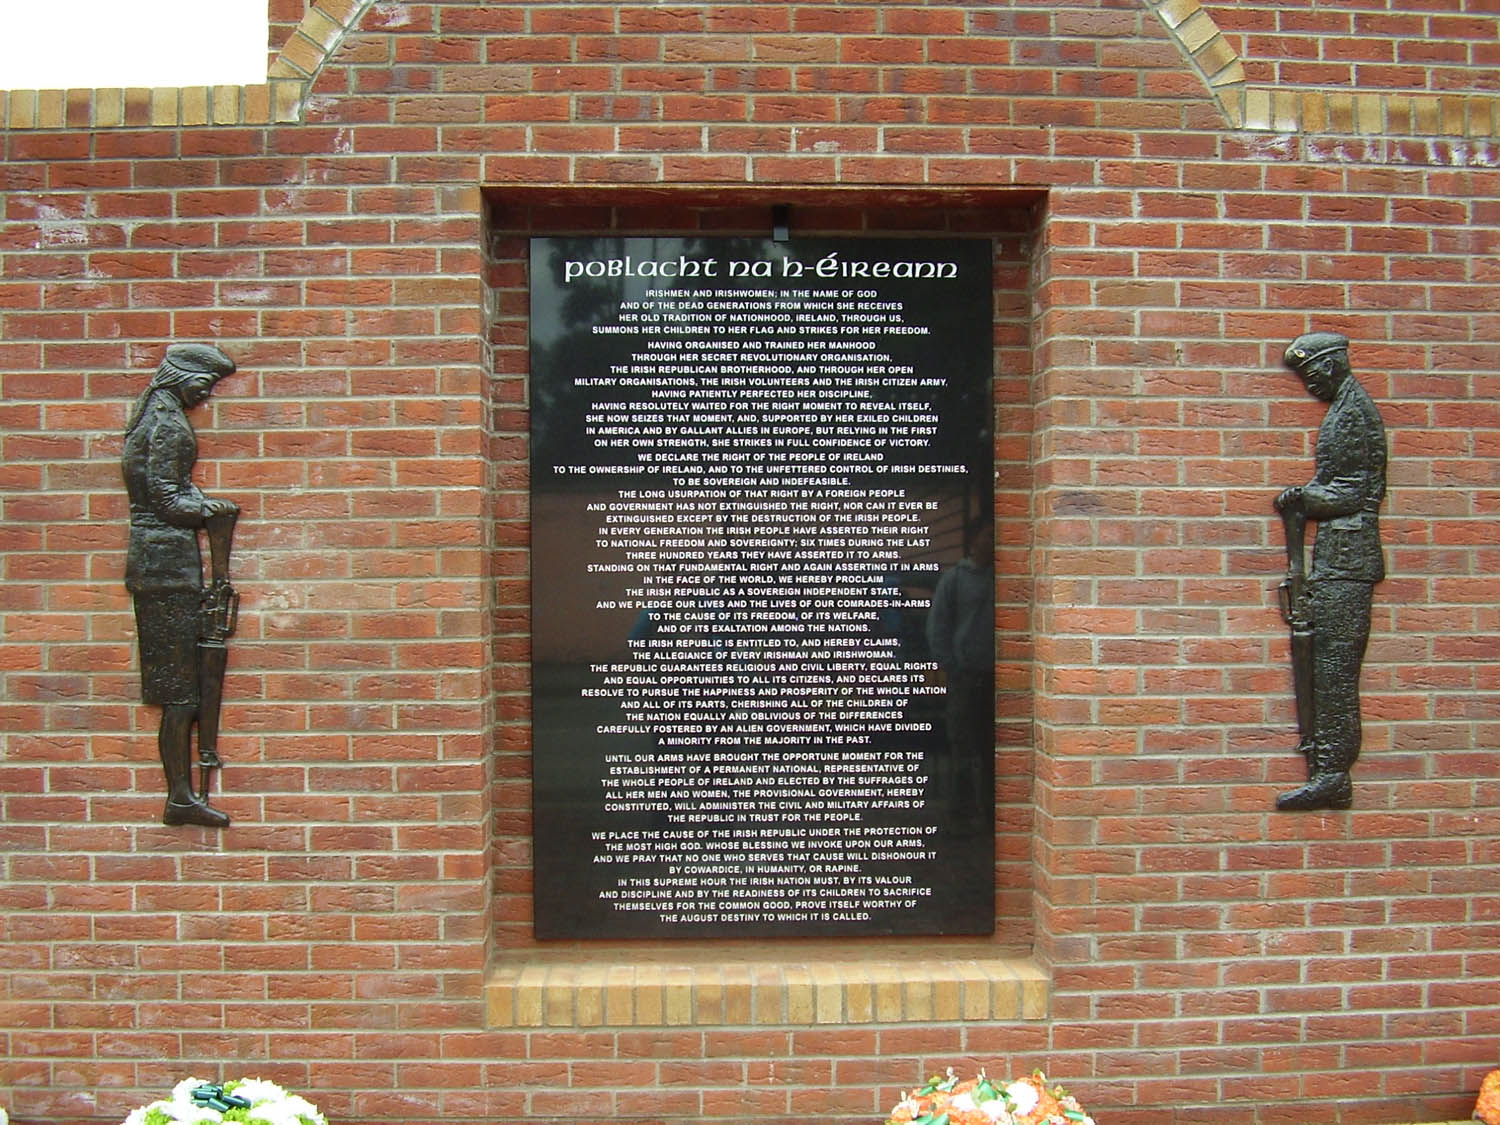 Poblacht na h-Éireann
IRISHMEN AND IRISHWOMEN; IN THE NAME OF GOD
AND OF THE DEAD GENERATIONS FROM WHICH SHE RECEIVES
HER OLD TRADITION OF NATIONHOOD, IRELAND, THROUGH US,
SUMMONS HER CHILDREN TO HER FLAG AND STRIKES FOR HER FREEDOM.
HAVING ORGANISED AND TRAINED HER MANHOOD
THROUGH HER SECRET REVOLUTIONARY ORGANISATION,
THE IRISH REPUBLICAN BROTHERHOOD, AND THROUGH HER OPEN
MILITARY ORGANISATIONS, THE IRISH VOLUNTEERS AND THE IRISH CITIZEN ARMY,
HAVING PATIENTLY PERFECTED HER DISCIPLINE,
HAVING RESOLUTELY WAITED FOR THE RIGHT MOMENT TO REVEAL ITSELF,
SHE NOW SEIZES THAT MOMENT, AND, SUPPORTED BY HER EXILED CHILDREN
IN AMERICA AND BY GALLANT ALLIES IN EUROPE, BUT RELYING IN THE FIRST
ON HER OWN STRENGTH, SHE STRIKES IN FULL CONFIDENCE OF VICTORY.
WE DECLARE THE RIGHT OF THE PEOPLE OF IRELAND
TO THE OWNERSHIP OF IRELAND, AND TO THE UNFETTERED CONTROL OF IRISH DESTINIES,
TO BE SOVEREIGN AND INDEFEASIBLE.
THE LONG USURPATION OF THAT RIGHT BY A FOREIGN PEOPLE
AND GOVERNMENT HAS NOT EXTINGUISHED THE RIGHT, NOR CAN IT EVER BE
EXTINGUISHED EXCEPT BY THE DESTRUCTION OF THE IRISH PEOPLE.
IN EVERY GENERATION THE IRISH PEOPLE HAVE ASSERTED THEIR RIGHT
TO NATIONAL FREEDOM AND SOVEREIGNTY; SIX TIMES DURING THE LAST
THREE HUNDRED YEARS THEY HAVE ASSERTED IT TO ARMS.
STANDING ON THAT FUNDAMENTAL RIGHT AND AGAIN ASSERTING IT IN ARMS
IN THE FACE OF THE WORLD, WE HEREBY PROCLAIM
THE IRISH REPUBLIC AS A SOVEREIGN INDEPENDENT STATE,
AND WE PLEDGE OUR LIVES AND THE LIVES OF OUR COMRADES-IN-ARMS
TO THE CAUSE OF ITS FREEDOM, OF ITS WELFARE,
AND OF ITS EXALTATION AMONG THE NATIONS.
THE IRISH REPUBLIC IS ENTITLED TO, AND HEREBY CLAIMS,
THE ALLEGIANCE OF EVERY IRISHMAN AND IRISHWOMAN.
THE REPUBLIC GUARANTEES RELIGIOUS AND CIVIL LIBERTY, EQUAL RIGHTS
AND EQUAL OPPORTUNITIES TO ALL ITS CITIZENS, AND DECLARES ITS
RESOLVE TO PURSUE THE HAPPINESS AND PROSPERITY OF THE WHOLE NATION
AND ALL OF ITS PARTS, CHERISHING ALL OF THE CHILDREN OF
THE NATION EQUALLY AND OBLIVIOUS OF THE DIFFERENCES
CAREFULLY FOSTERED BY AN ALIEN GOVERNMENT, WHICH HAVE DIVIDED
A MINORITY FROM THE MAJORITY IN THE PAST.
UNTIL OUR ARMS HAVE BROUGHT THE OPPORTUNE MOMENT FOR THE
ESTABLISHMENT OF A PERMANENT NATIONAL, REPRESENTATIVE OF
THE WHOLE PEOPLE OF IRELAND AND ELECTED BY THE SUFFRAGES OF
ALL HER MEN AND WOMEN, THE PROVISIONAL GOVERNMENT, HEREBY
CONSTITUTED, WILL ADMINISTER THE CIVIL AND MILITARY AFFAIRS OF
THE REPUBLIC IN TRUST FOR THE PEOPLE.
WE PLACE THE CAUSE OF THE IRISH REPUBLIC UNDER THE PROTECTION OF
THE MOST HIGH GOD. WHOSE BLESSING WE INVOKE UPON OUR ARMS,
AND WE PRAY THAT NO ONE WHO SERVES THAT CAUSE WILL DISHONOUR IT
BY COWARDICE, IN HUMANITY, OR RAPINE.
IN THIS SUPREME HOUR THE IRISH NATION MUST, BY ITS VALOUR
AND DISCIPLINE AND BY THE READINESS OF ITS CHILDREN TO SACRIFICE
THEMSELVES FOR THE COMMON GOOD, PROVE ITSELF WORTHY OF
THE AUGUST DESTINY TO WHICH IT IS CALLED.